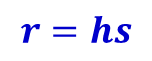 r = hs